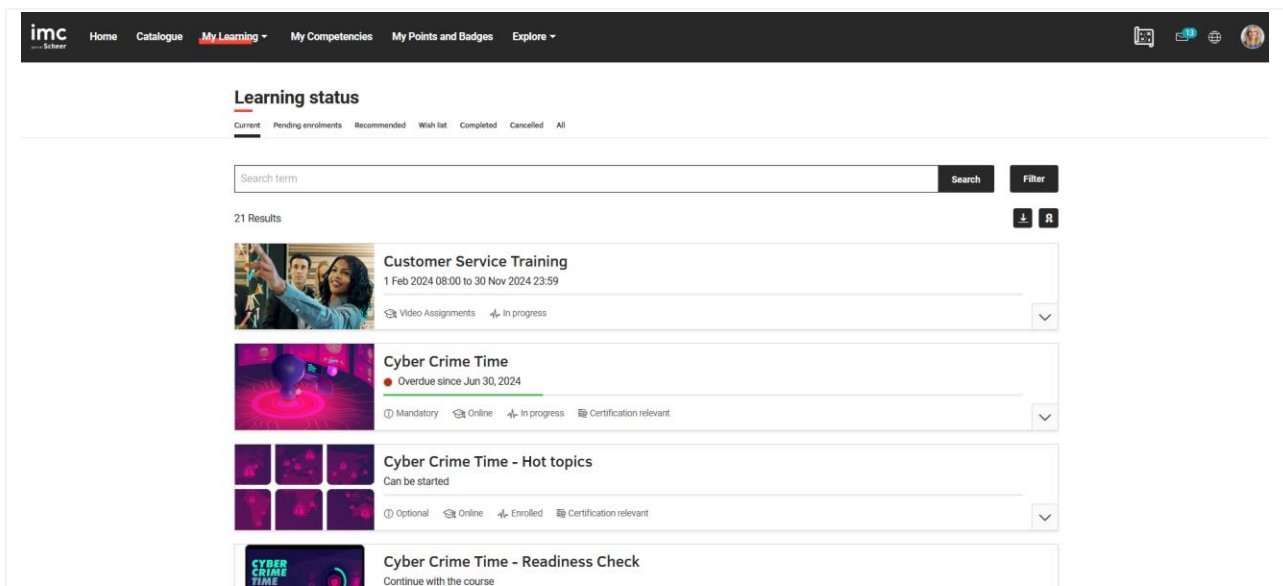 imc
Scheer
Home Catalogue My Learning My Competencies My Points and Badges Explore
13
Learning status
Current Pending enrolments Recommended Wish list Completed Cancelled All
Search term Search Filter
21 Results
Customer Service Training
1 Feb 2024 08:00 to 30 Nov 2024 23:59
Video Assignments In progress
Cyber Crime Time
Overdue since Jun 30, 2024
Mandatory Online In progress Certification relevant
Cyber Crime Time - Hot topics
Can be started
Optional Online Enrolled Certification relevant
CYBER
CRIME
TIME
Cyber Crime Time - Readiness Check
Continue with the course